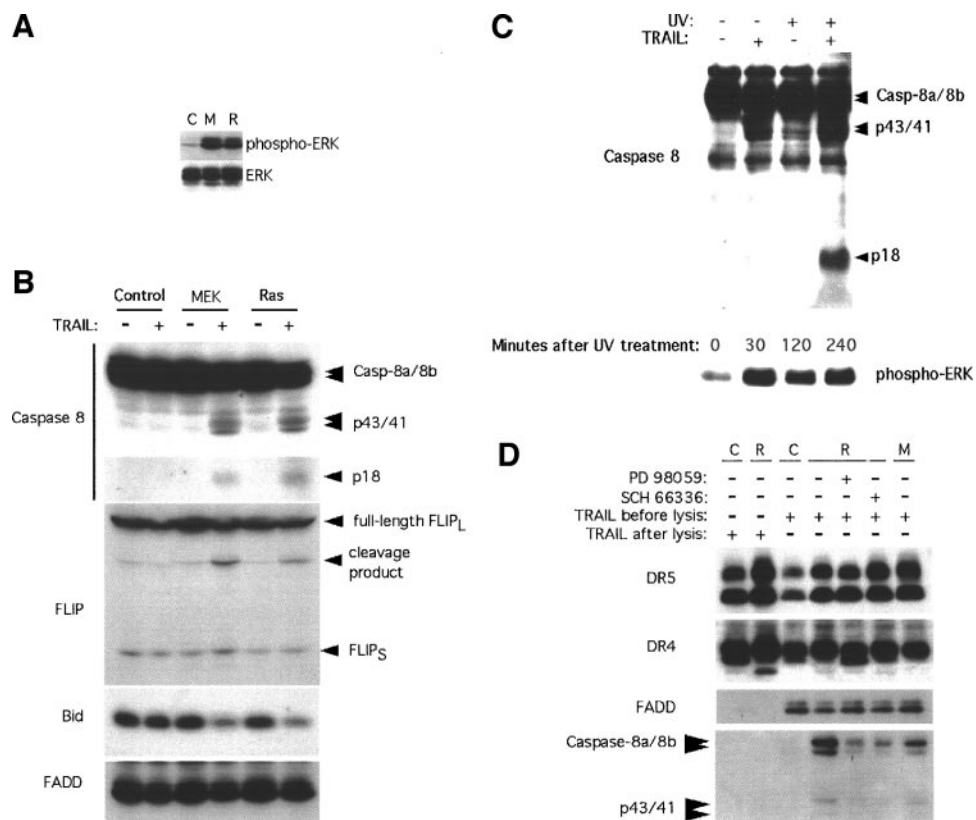 A
C M R
phospho-ERK
ERK
B
Control MEK Ras
TRAIL: - + - + - +
Caspase 8
Casp-8a/8b
p43/41
p18
FLIP
full-length FLIPL
cleavage
product
FLIPS
Bid
FADD
C
UV: - - + +
TRAIL: - + - +
Caspase 8
Casp-8a/8b
p43/41
p18
Minutes after UV treatment: 0 30 120 240
phospho-ERK
D
C R C R M
PD 98059: - - - - + - -
SCH 66336: - - - - - + -
TRAIL before lysis: - - + + + + +
TRAIL after lysis: + + - - - - -
DR5
DR4
FADD
Caspase-8a/8b
p43/41